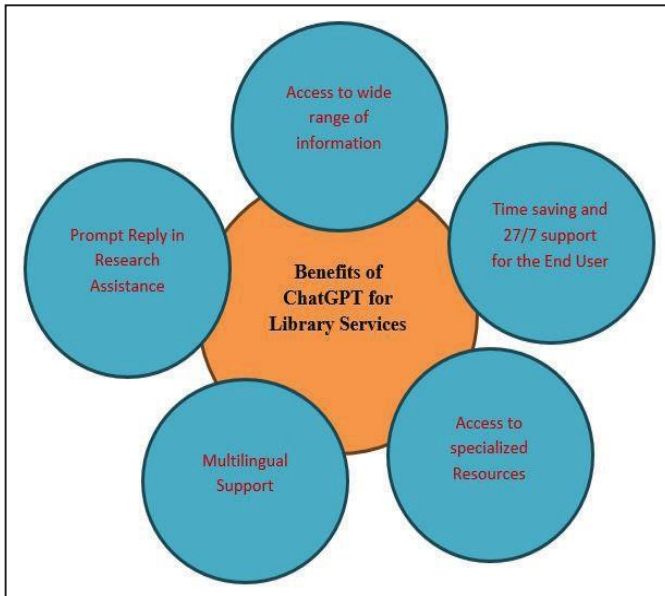 Access to wide
range of
information
Time saving and
27/7 support
for the End User
Prompt Reply in
Research
Assistance
Benefits of
ChatGPT for
Library Services
Access to
specialized
Resources
Multilingual
Support